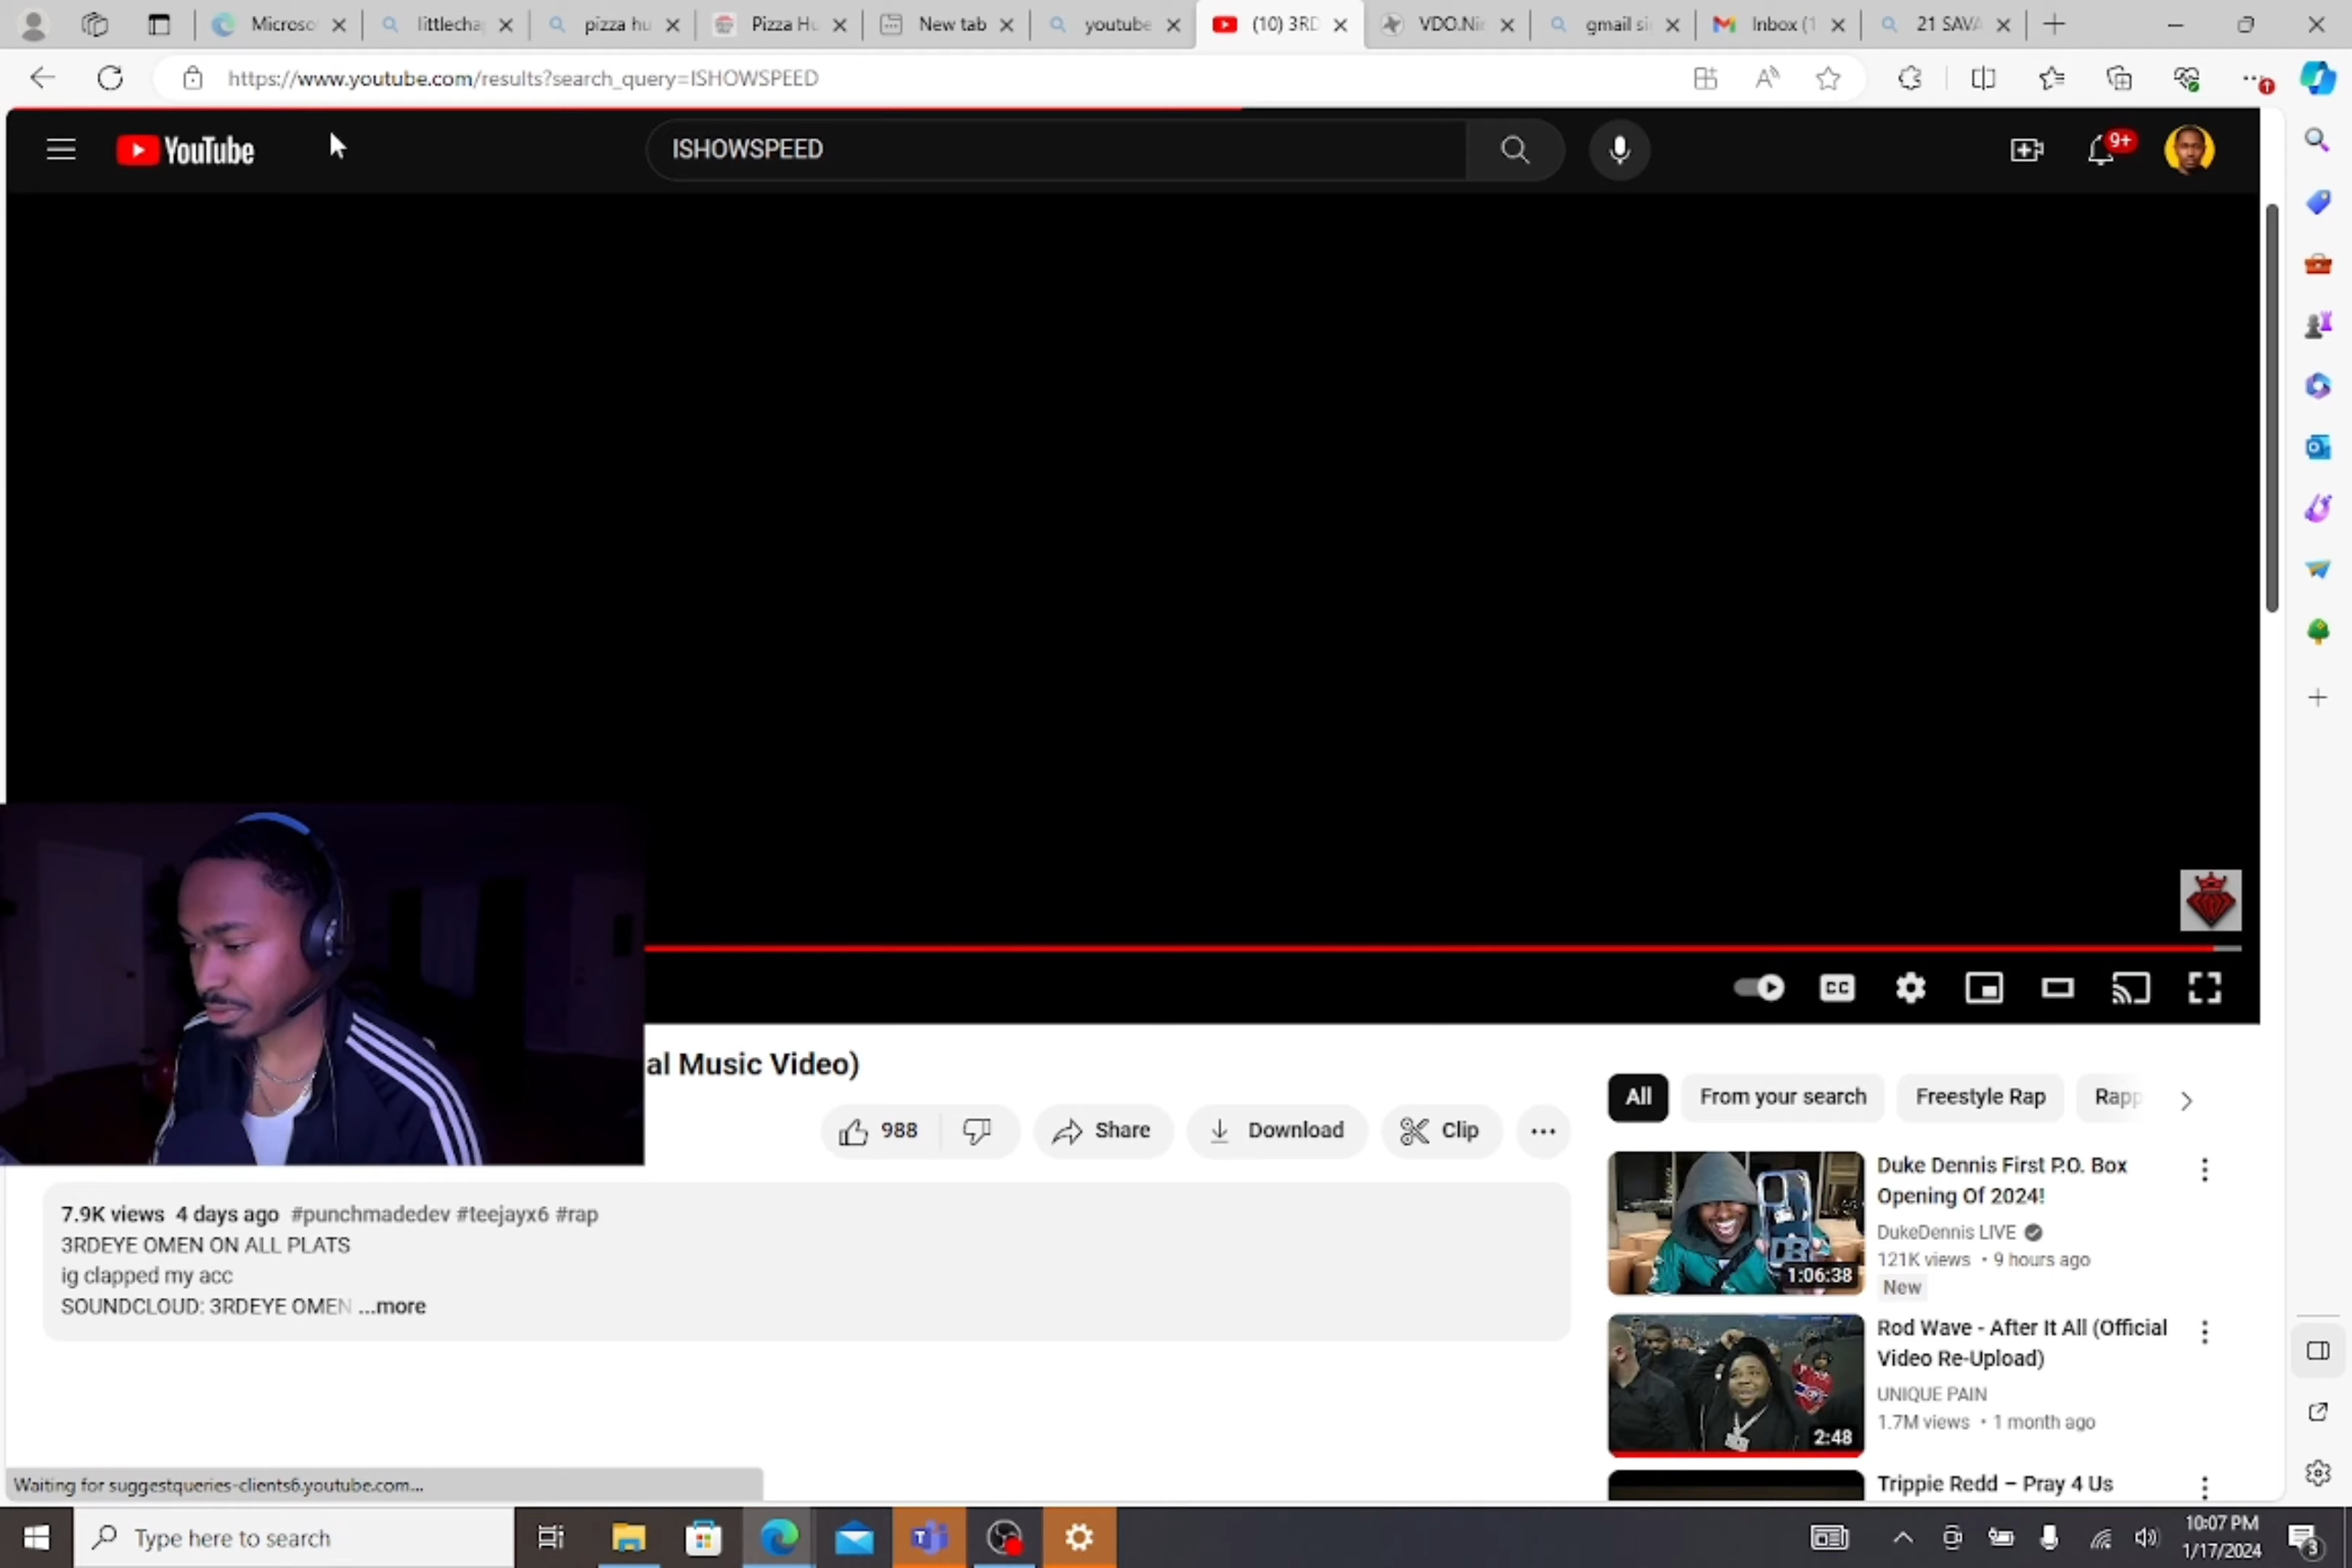 Microso
littlecha
pizza hu
Pizza Hu
New tab
youtube
(10) 3RD
VDO.Nin
gmail si
Inbox (1
21 SAVA
https://www.youtube.com/results?search_query=ISHOWSPEED
YouTube
ISHOWSPEED
9+
CC
al Music Video)
988
Share
Download
Clip
7.9K views 4 days ago #punchmadedev #teejayx6 #rap
3RDEYE OMEN ON ALL PLATS
ig clapped my acc
SOUNDCLOUD: 3RDEYE OMEN ...more
All
From your search
Freestyle Rap
Rapp
1:06:38
Duke Dennis First P.O. Box
Opening Of 2024!
DukeDennis LIVE
121K views • 9 hours ago
New
2:48
Rod Wave - After It All (Official
Video Re-Upload)
UNIQUE PAIN
1.7M views • 1 month ago
Trippie Redd – Pray 4 Us
Waiting for suggestqueries-clients6.youtube.com...
Type here to search
10:07 PM
1/17/2024
3